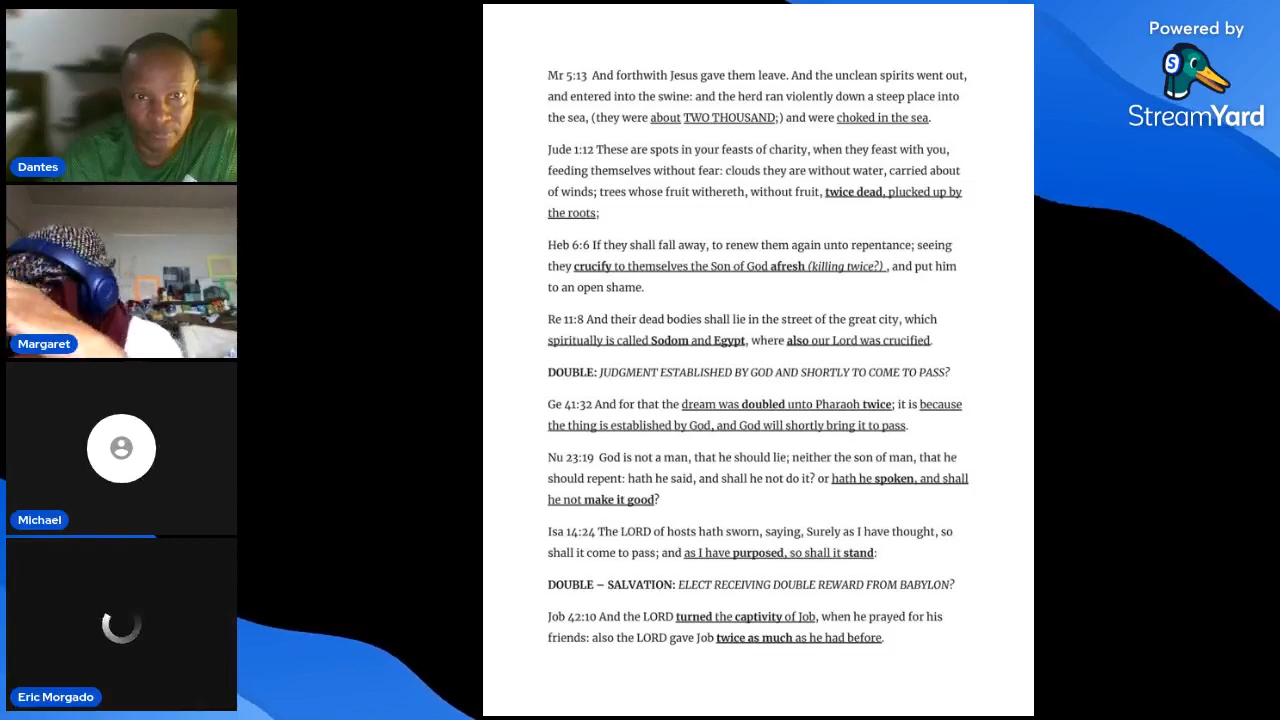 Powered by
StreamYard
Dantes
Margaret
Michael
Eric Morgado
Mr 5:13 And forthwith Jesus gave them leave. And the unclean spirits went out,
and entered into the swine: and the herd ran violently down a steep place into
the sea, (they were about TWO THOUSAND;) and were choked in the sea.
Jude 1:12 These are spots in your feasts of charity, when they feast with you,
feeding themselves without fear: clouds they are without water, carried about
of winds; trees whose fruit withereth, without fruit, twice dead, plucked up by
the roots;
Heb 6:6 If they shall fall away, to renew them again unto repentance; seeing
they crucify to themselves the Son of God afresh (killing twice?) , and put him
to an open shame.
Re 11:8 And their dead bodies shall lie in the street of the great city, which
spiritually is called Sodom and Egypt, where also our Lord was crucified.
DOUBLE: JUDGMENT ESTABLISHED BY GOD AND SHORTLY TO COME TO PASS?
Ge 41:32 And for that the dream was doubled unto Pharaoh twice; it is because
the thing is established by God, and God will shortly bring it to pass.
Nu 23:19 God is not a man, that he should lie; neither the son of man, that he
should repent: hath he said, and shall he not do it? or hath he spoken, and shall
he not make it good?
Isa 14:24 The LORD of hosts hath sworn, saying, Surely as I have thought, so
shall it come to pass; and as I have purposed, so shall it stand:
DOUBLE – SALVATION: ELECT RECEIVING DOUBLE REWARD FROM BABYLON?
Job 42:10 And the LORD turned the captivity of Job, when he prayed for his
friends: also the LORD gave Job twice as much as he had before.